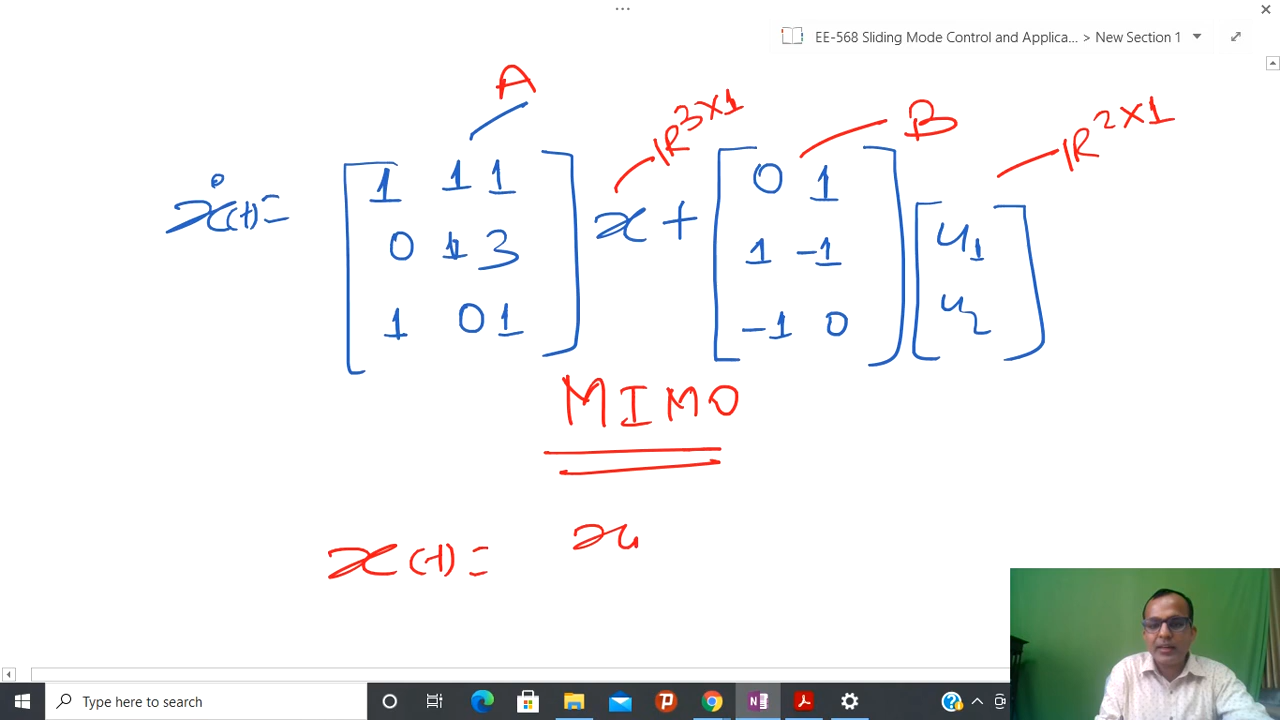 EE-568 Sliding Mode Control and Applica... > New Section 1
A
ℝ^{3×1}
B
ℝ^{2×1}
ẋ(t) = [1 1 1; 0 1 3; 1 0 1] x + [0 1; 1 -1; -1 0] [u₁; u₂]
MIMO
x(t) =
Type here to search